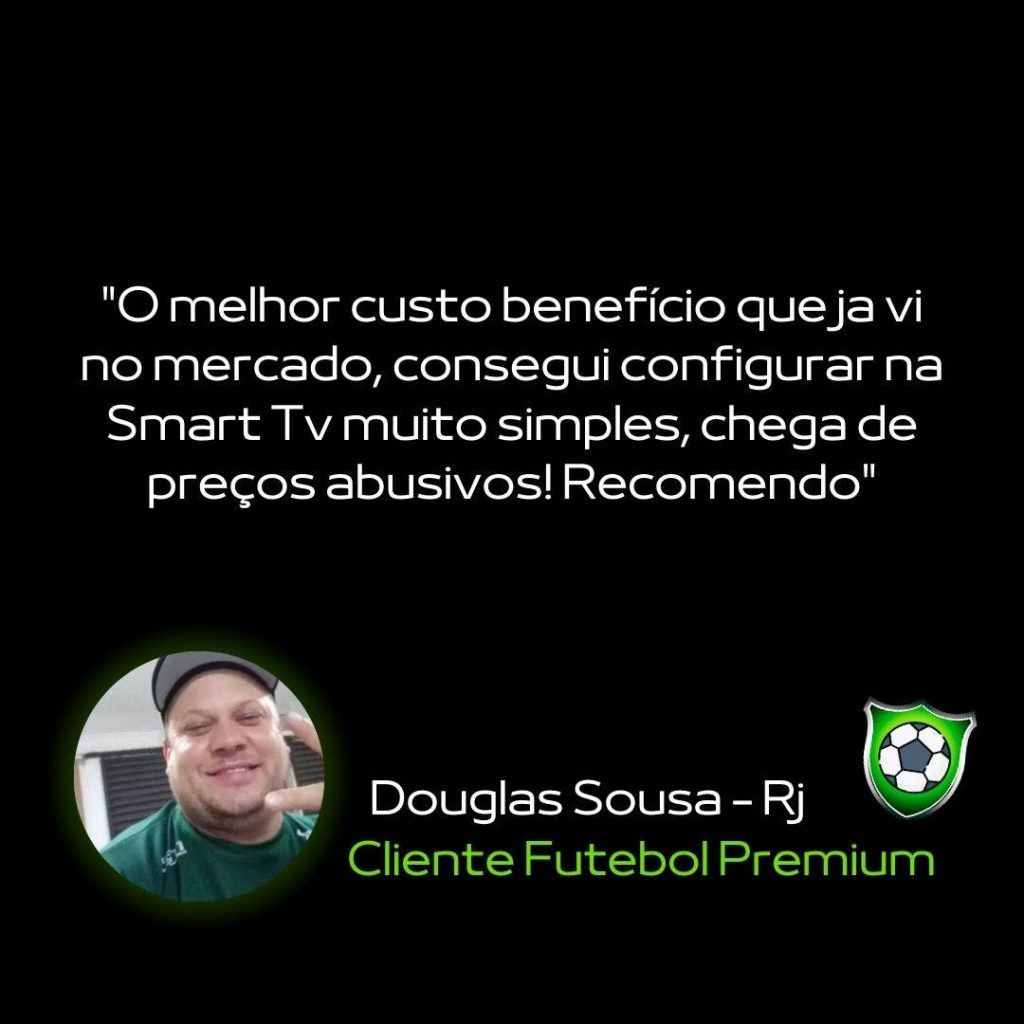 "O melhor custo benefício que ja vi
no mercado, consegui configurar na
Smart Tv muito simples, chega de
preços abusivos! Recomendo"
Douglas Sousa - Rj
Cliente Futebol Premium